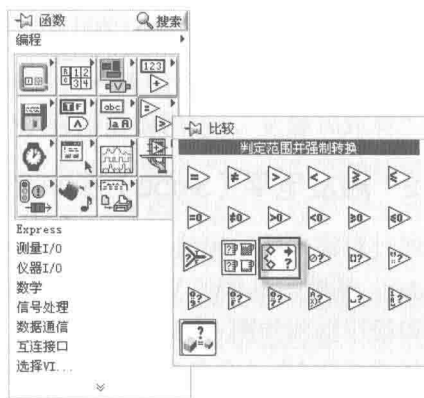 函数
搜索
编程
Express
测量I/O
仪器I/O
数学
信号处理
数据通信
互连接口
选择VI...
比较
判定范围并强制转换